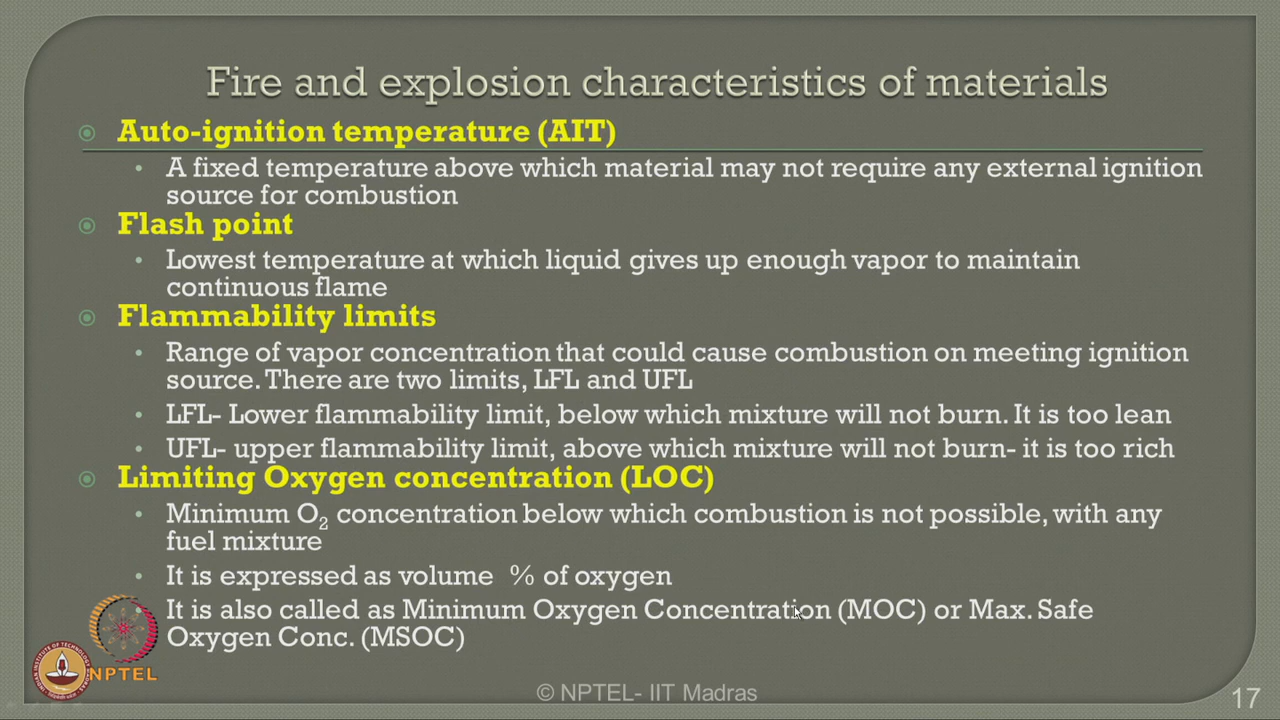 Fire and explosion characteristics of materials
Auto-ignition temperature (AIT)
A fixed temperature above which material may not require any external ignition
source for combustion
Flash point
Lowest temperature at which liquid gives up enough vapor to maintain
continuous flame
Flammability limits
Range of vapor concentration that could cause combustion on meeting ignition
source. There are two limits, LFL and UFL
LFL- Lower flammability limit, below which mixture will not burn. It is too lean
UFL- upper flammability limit, above which mixture will not burn- it is too rich
Limiting Oxygen concentration (LOC)
Minimum O₂ concentration below which combustion is not possible, with any
fuel mixture
It is expressed as volume % of oxygen
It is also called as Minimum Oxygen Concentration (MOC) or Max. Safe
Oxygen Conc. (MSOC)
NPTEL
© NPTEL- IIT Madras
17